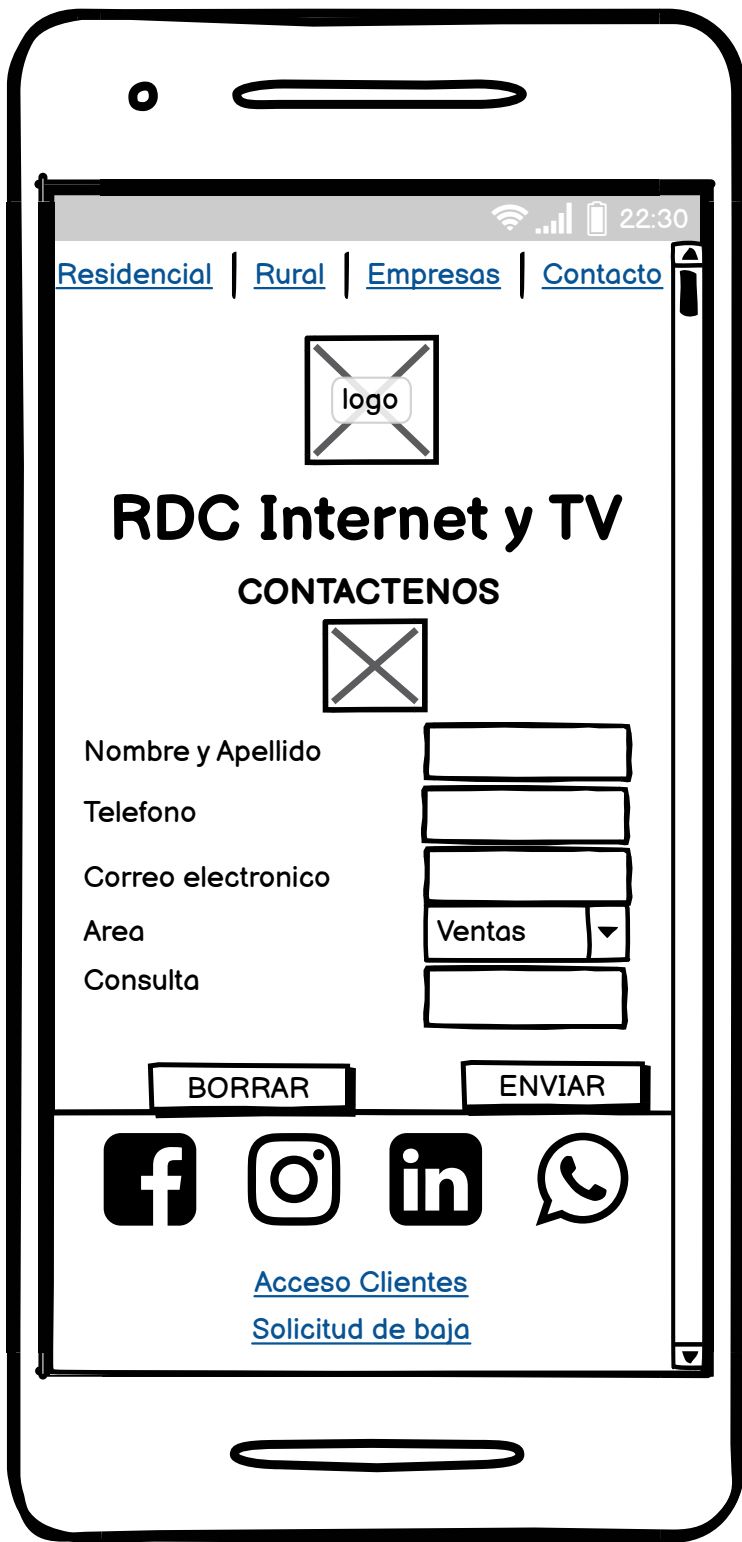 22:30
Residencial Rural Empresas Contacto
logo
RDC Internet y TV
CONTACTENOS
Nombre y Apellido
Telefono
Correo electronico
Area Ventas
Consulta
BORRAR ENVIAR
Acceso Clientes
Solicitud de baja